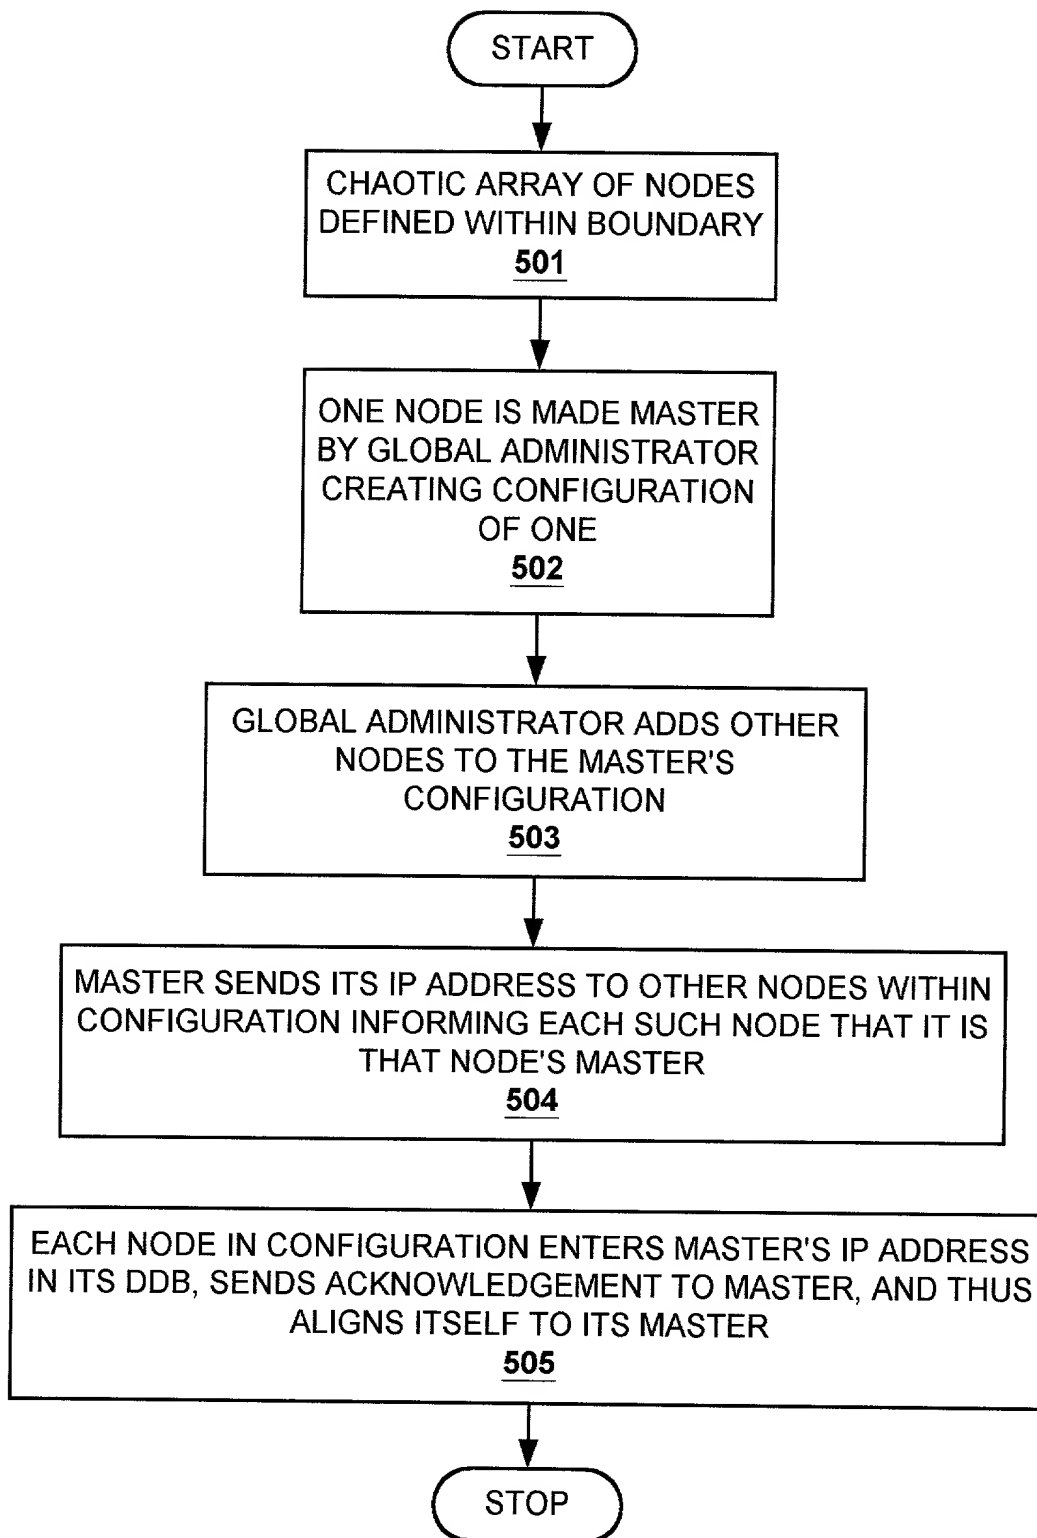 START
CHAOTIC ARRAY OF NODES
DEFINED WITHIN BOUNDARY
501
ONE NODE IS MADE MASTER
BY GLOBAL ADMINISTRATOR
CREATING CONFIGURATION
OF ONE
502
GLOBAL ADMINISTRATOR ADDS OTHER
NODES TO THE MASTER'S
CONFIGURATION
503
MASTER SENDS ITS IP ADDRESS TO OTHER NODES WITHIN
CONFIGURATION INFORMING EACH SUCH NODE THAT IT IS
THAT NODE'S MASTER
504
EACH NODE IN CONFIGURATION ENTERS MASTER'S IP ADDRESS
IN ITS DDB, SENDS ACKNOWLEDGEMENT TO MASTER, AND THUS
ALIGNS ITSELF TO ITS MASTER
505
STOP